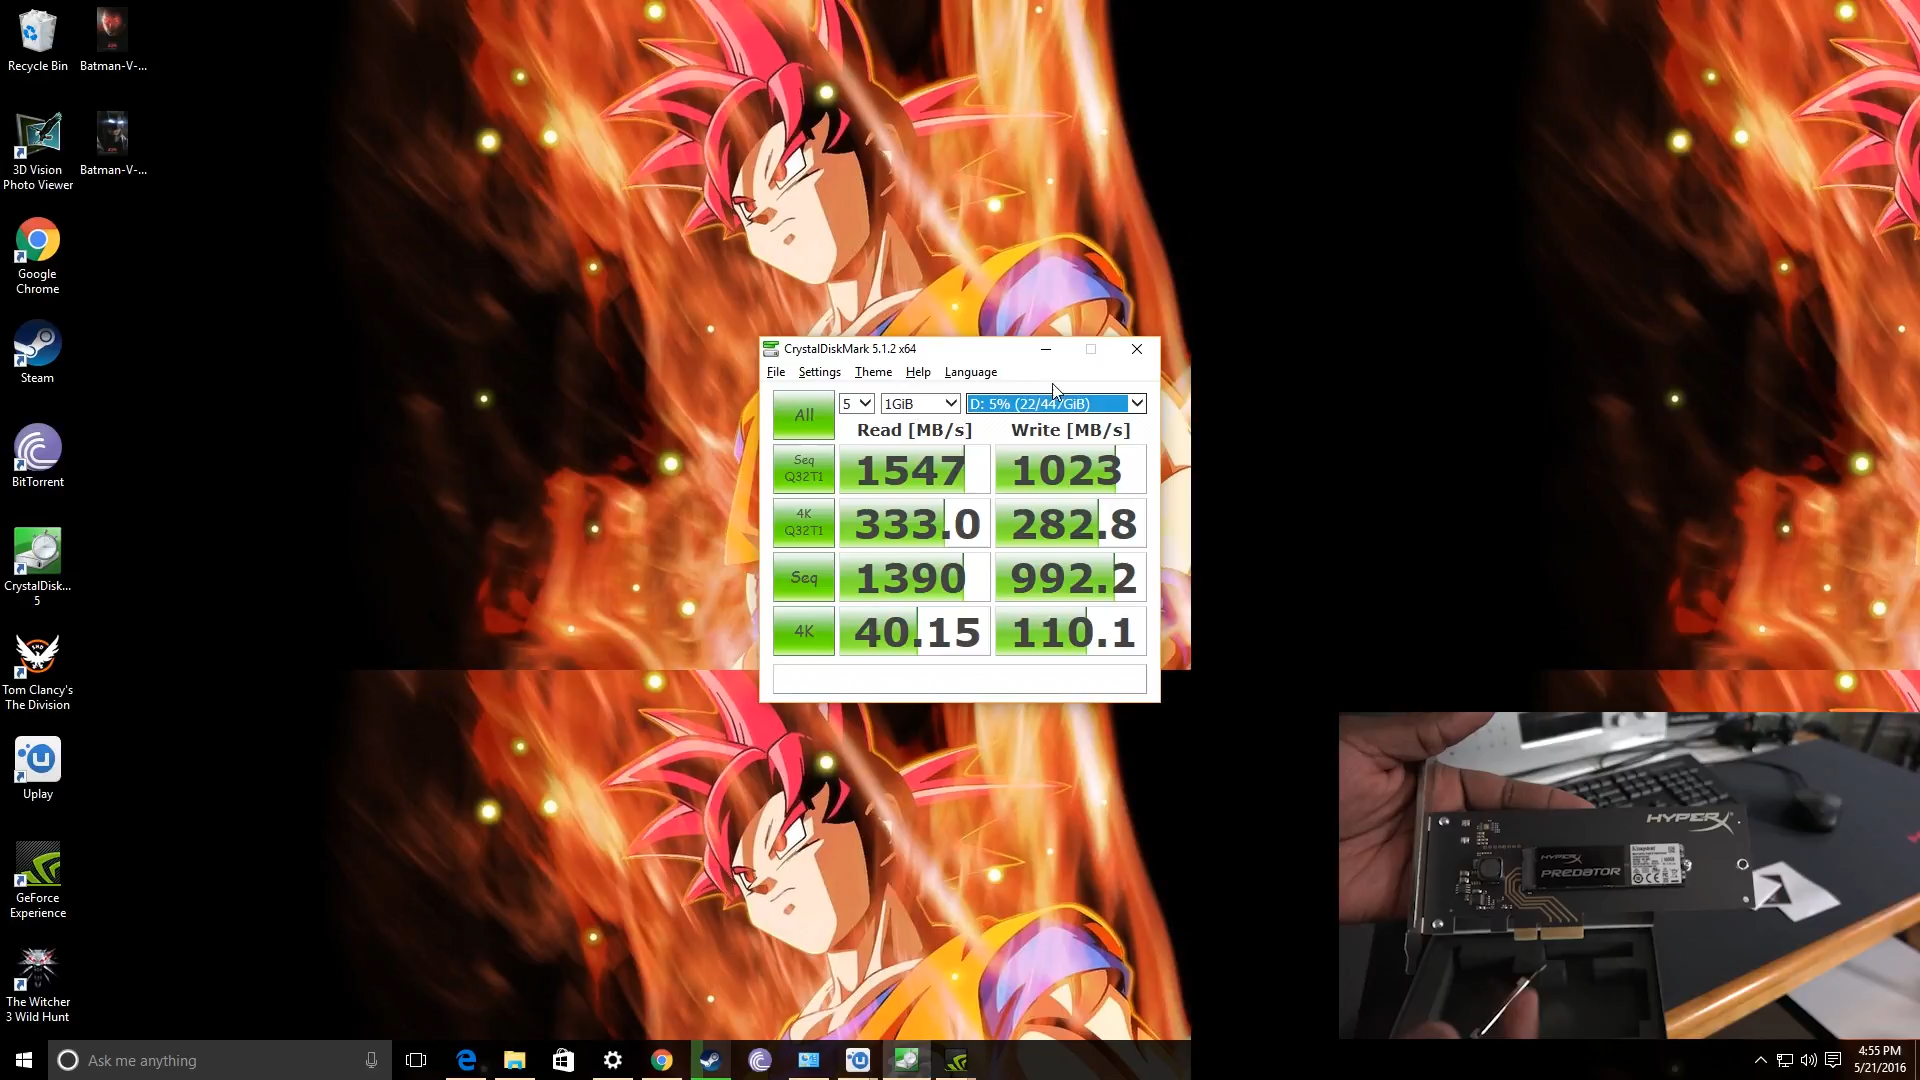 Recycle Bin
Batman-V-...
3D Vision
Photo Viewer
Batman-V-...
Google
Chrome
Steam
BitTorrent
CrystalDisk...
5
Tom Clancy's
The Division
Uplay
GeForce
Experience
The Witcher
3 Wild Hunt
CrystalDiskMark 5.1.2 x64
File Settings Theme Help Language
All 5 1GiB D: 5% (22/447GiB)
Read [MB/s] Write [MB/s]
Seq
Q32T1 1547 1023
4K
Q32T1 333.0 282.8
Seq 1390 992.2
4K 40.15 110.1
HYPERX
HYPERX
PREDATOR
Kingston
Ask me anything
4:55 PM
5/21/2016